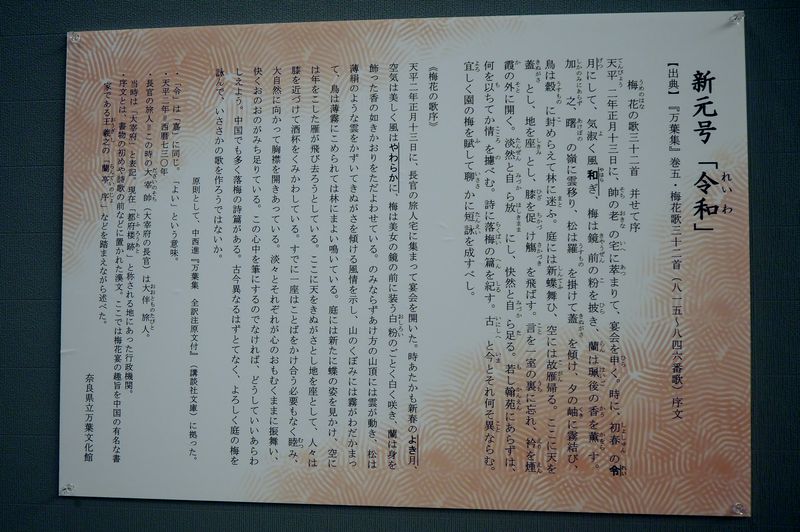 新元号「令和」
【出典】『万葉集』巻五・梅花歌三十二首（八一五～八四六番歌）序文
梅花の歌三十二首 并せて序
天平二年正月十三日に、帥の老の宅に萃まりて、宴会を申く。時に、初春の令
月にして、気淑く風和ぎ、梅は鏡前の粉を披き、蘭は珮後の香を薫す。
加之、曙の嶺に雲移り、松は羅を掛けて蓋を傾け、夕の岫に霧結び、
鳥は縠に封めらえて林に迷ふ。庭には新蝶舞ひ、空には故雁帰る。ここに天を
蓋とし、地を座とし、膝を促け觴を飛ばす。言を一室の裏に忘れ、衿を煙
霞の外に開く。淡然と自ら放にし、快然と自ら足る。若し翰苑にあらずは、
何を以ちてか情を攄べむ。詩に落梅の篇を紀す。古と今とそれ何そ異ならむ。
宜しく園の梅を賦して聊かに短詠を成すべし。
《梅花の歌序》
天平二年正月十三日に、長官の旅人宅に集まって宴会を開いた。時あたかも新春のよき月、
空気は美しく風はやわらかに、梅は美女の鏡の前に装う白粉のごとく白く咲き、蘭は身を
飾った香の如きかおりをただよわせている。のみならずあけ方の山頂には雲が動き、松は
薄絹のような雲をかずいてきぬがさを傾ける風情を示し、山のくぼみには霧がわだかまっ
て、鳥は薄霧にこめられては林にまよい鳴いている。庭には新たに蝶の姿を見かけ、空に
は年をこした雁が飛び去ろうとしている。ここに天をきぬがさとし地を座として、人々は
膝を近づけて酒杯をくみかわしている。すでに一座はことばをかけ合う必要もなく睦み、
大自然に向かって胸襟を開きあっている。淡々とそれぞれが心のおもむくままに振舞い、
快くおのおのがみち足りている。この心中を筆にするのでなければ、どうしていいあらわ
しえよう。中国でも多く落梅の詩篇がある。古今異なるはずとてなく、よろしく庭の梅を
詠んで、いささかの歌を作ろうではないか。
原則として、中西進『万葉集 全訳注原文付』（講談社文庫）に拠った。
・「令」は「嘉」に同じ。「よい」という意味。
・天平二年＝西暦七三〇年
・長官の旅人＝この時の大宰帥（大宰府の長官）は大伴旅人。
当時は「大宰府」と表記。現在「都府楼跡」と称される地にあった行政機関。
・序文とは、書物の初めや詩歌の前などに置かれた漢文。ここでは梅花宴の趣旨を中国の有名な書
家である王羲之の「蘭亭序」などを踏まえながら述べた。
奈良県立万葉文化館